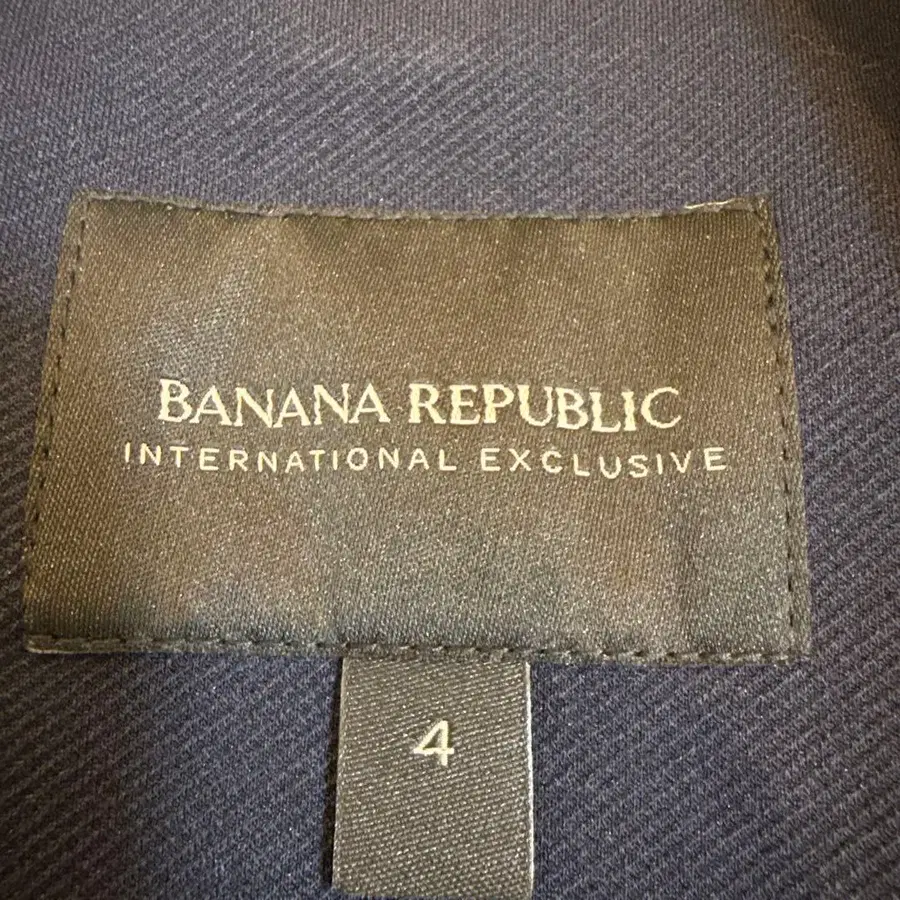 BANANA REPUBLIC
INTERNATIONAL EXCLUSIVE
4